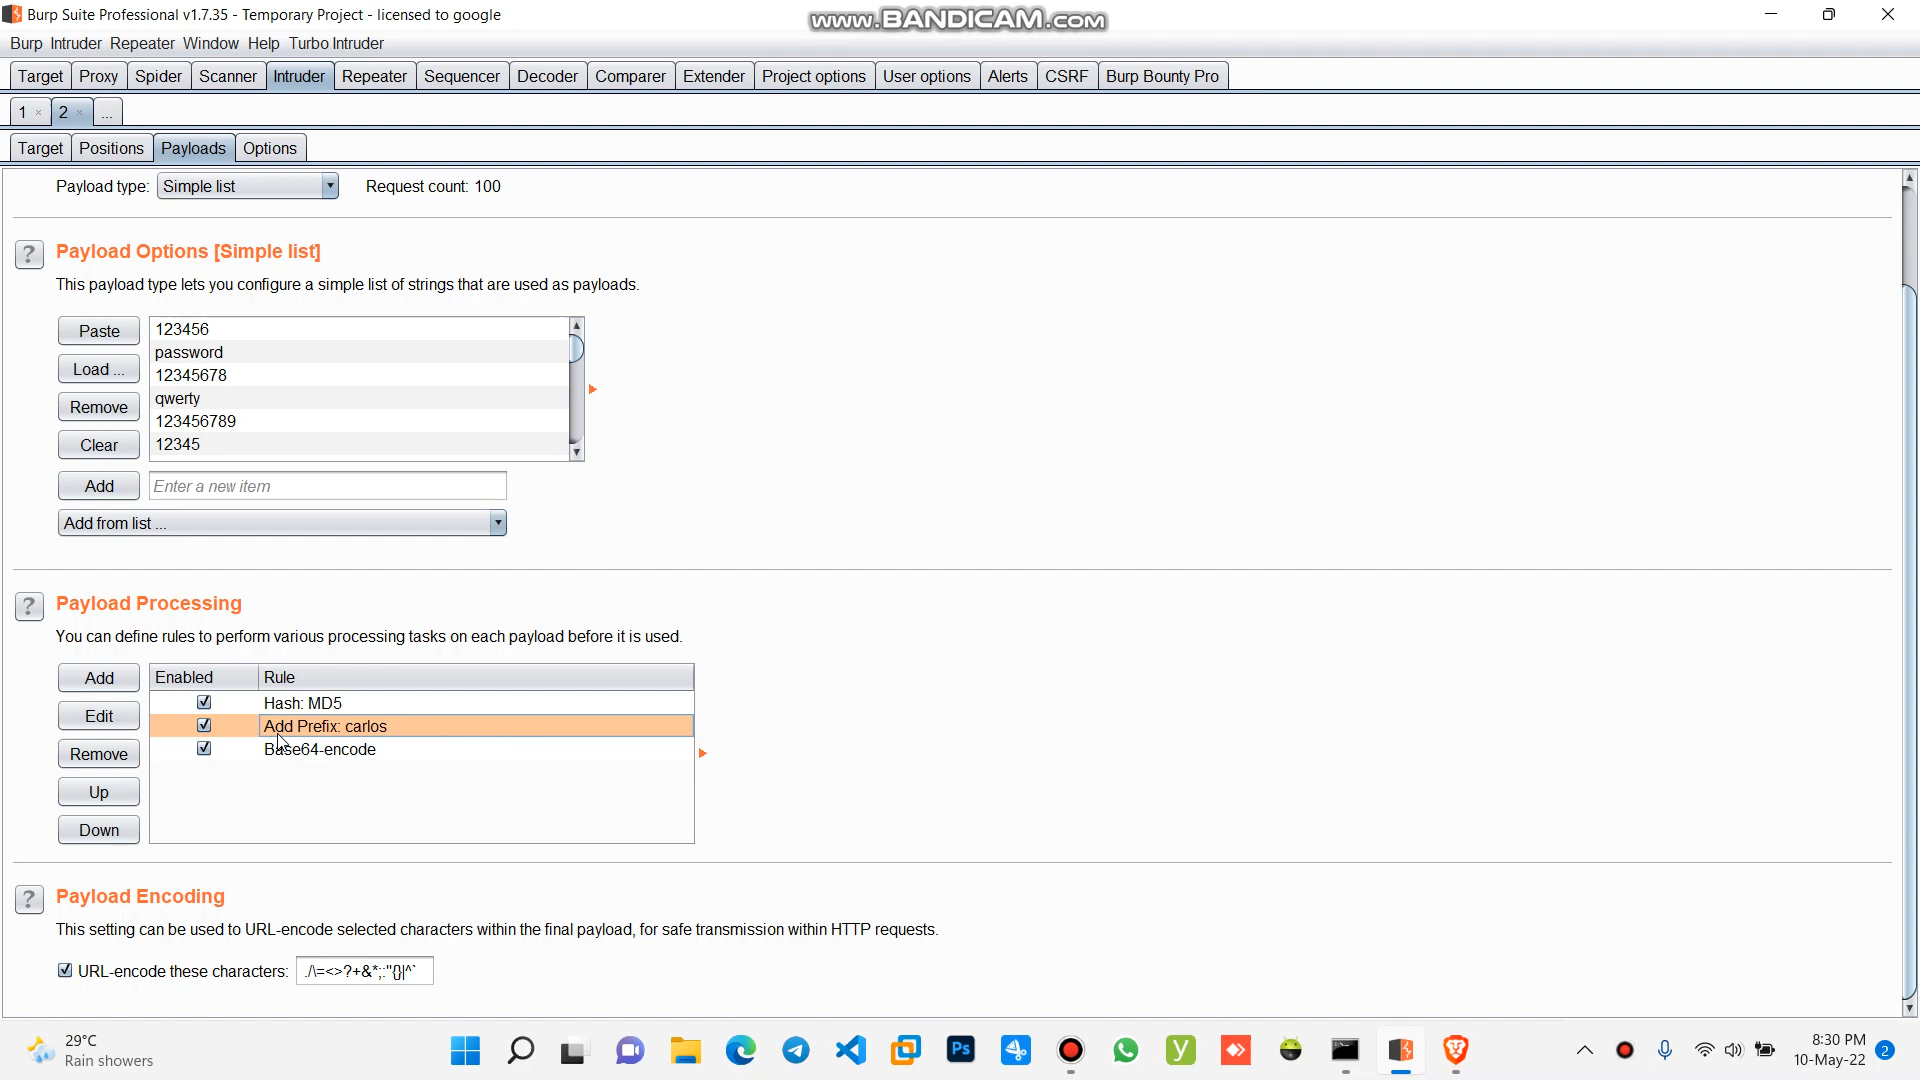 Burp Suite Professional v1.7.35 - Temporary Project - licensed to google
www.BANDICAM.com
Burp Intruder Repeater Window Help Turbo Intruder
Target Proxy Spider Scanner Intruder Repeater Sequencer Decoder Comparer Extender Project options User options Alerts CSRF Burp Bounty Pro
1 × 2 × ...
Target Positions Payloads Options
Payload type: Simple list Request count: 100
? Payload Options [Simple list]
This payload type lets you configure a simple list of strings that are used as payloads.
Paste 123456
password
Load ... 12345678
Remove qwerty
123456789
Clear 12345
Add Enter a new item
Add from list ...
? Payload Processing
You can define rules to perform various processing tasks on each payload before it is used.
Add Enabled Rule
Hash: MD5
Edit Add Prefix: carlos
Remove Base64-encode
Up
Down
? Payload Encoding
This setting can be used to URL-encode selected characters within the final payload, for safe transmission within HTTP requests.
URL-encode these characters: ./\=<>?+&*;:"{}|^`
29°C
Rain showers
Ps
y
8:30 PM
10-May-22 2